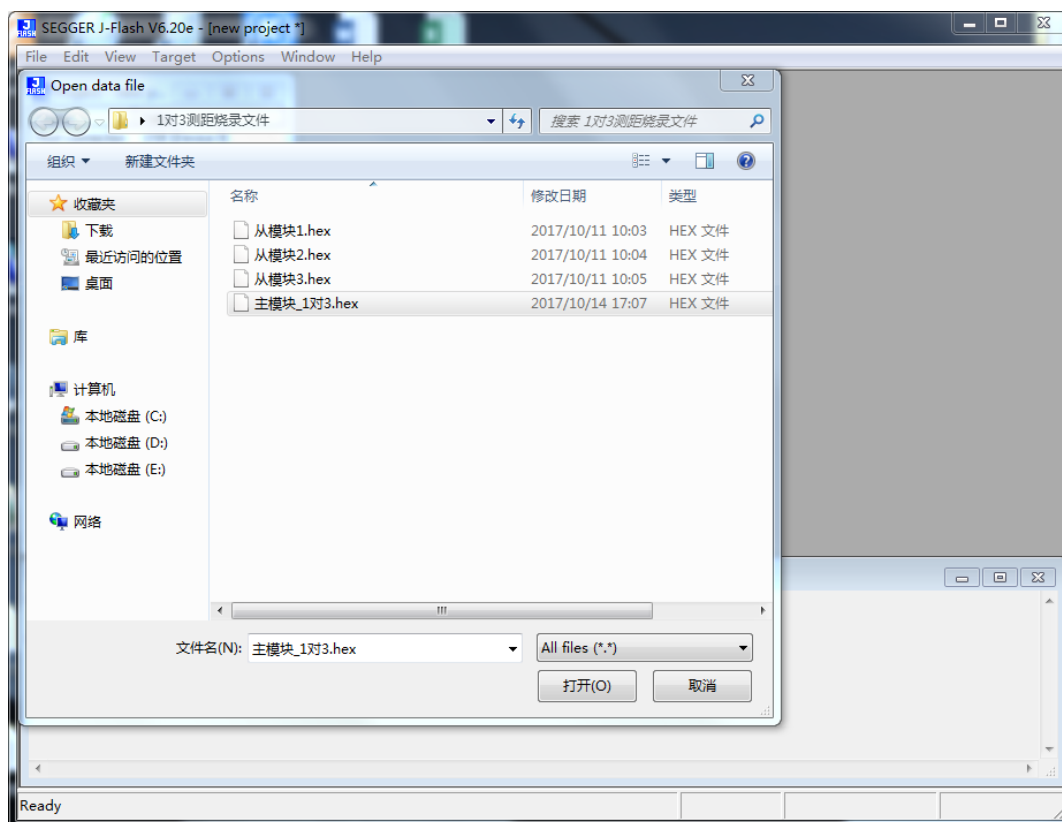 SEGGER J-Flash V6.20e - [new project *]
File Edit View Target Options Window Help
Open data file
1对3测距烧录文件
搜索 1对3测距烧录文件
组织 新建文件夹
收藏夹
下载
最近访问的位置
桌面
库
计算机
本地磁盘 (C:)
本地磁盘 (D:)
本地磁盘 (E:)
网络
名称 修改日期 类型
从模块1.hex 2017/10/11 10:03 HEX 文件
从模块2.hex 2017/10/11 10:04 HEX 文件
从模块3.hex 2017/10/11 10:05 HEX 文件
主模块_1对3.hex 2017/10/14 17:07 HEX 文件
文件名(N): 主模块_1对3.hex All files (*.*)
打开(O) 取消
Ready